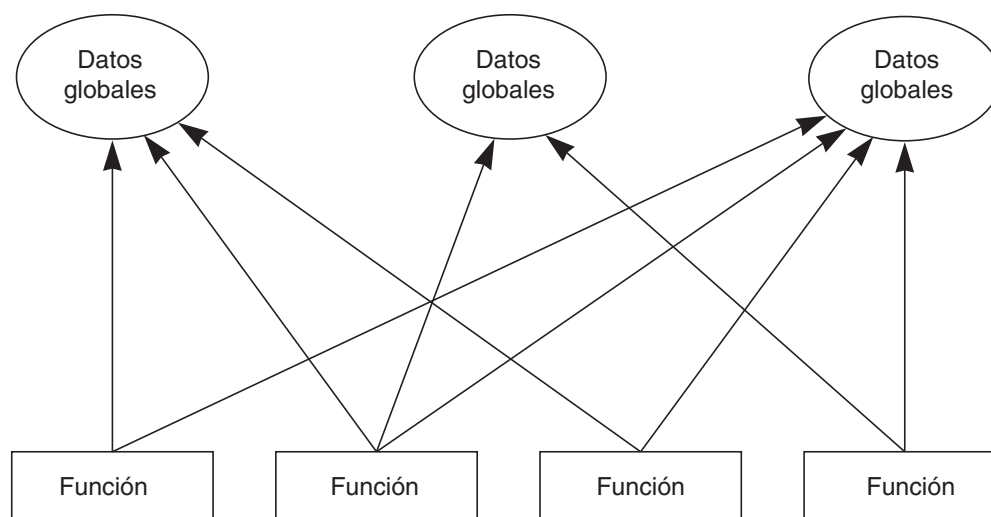 Datos
globales
Datos
globales
Datos
globales
Función
Función
Función
Función